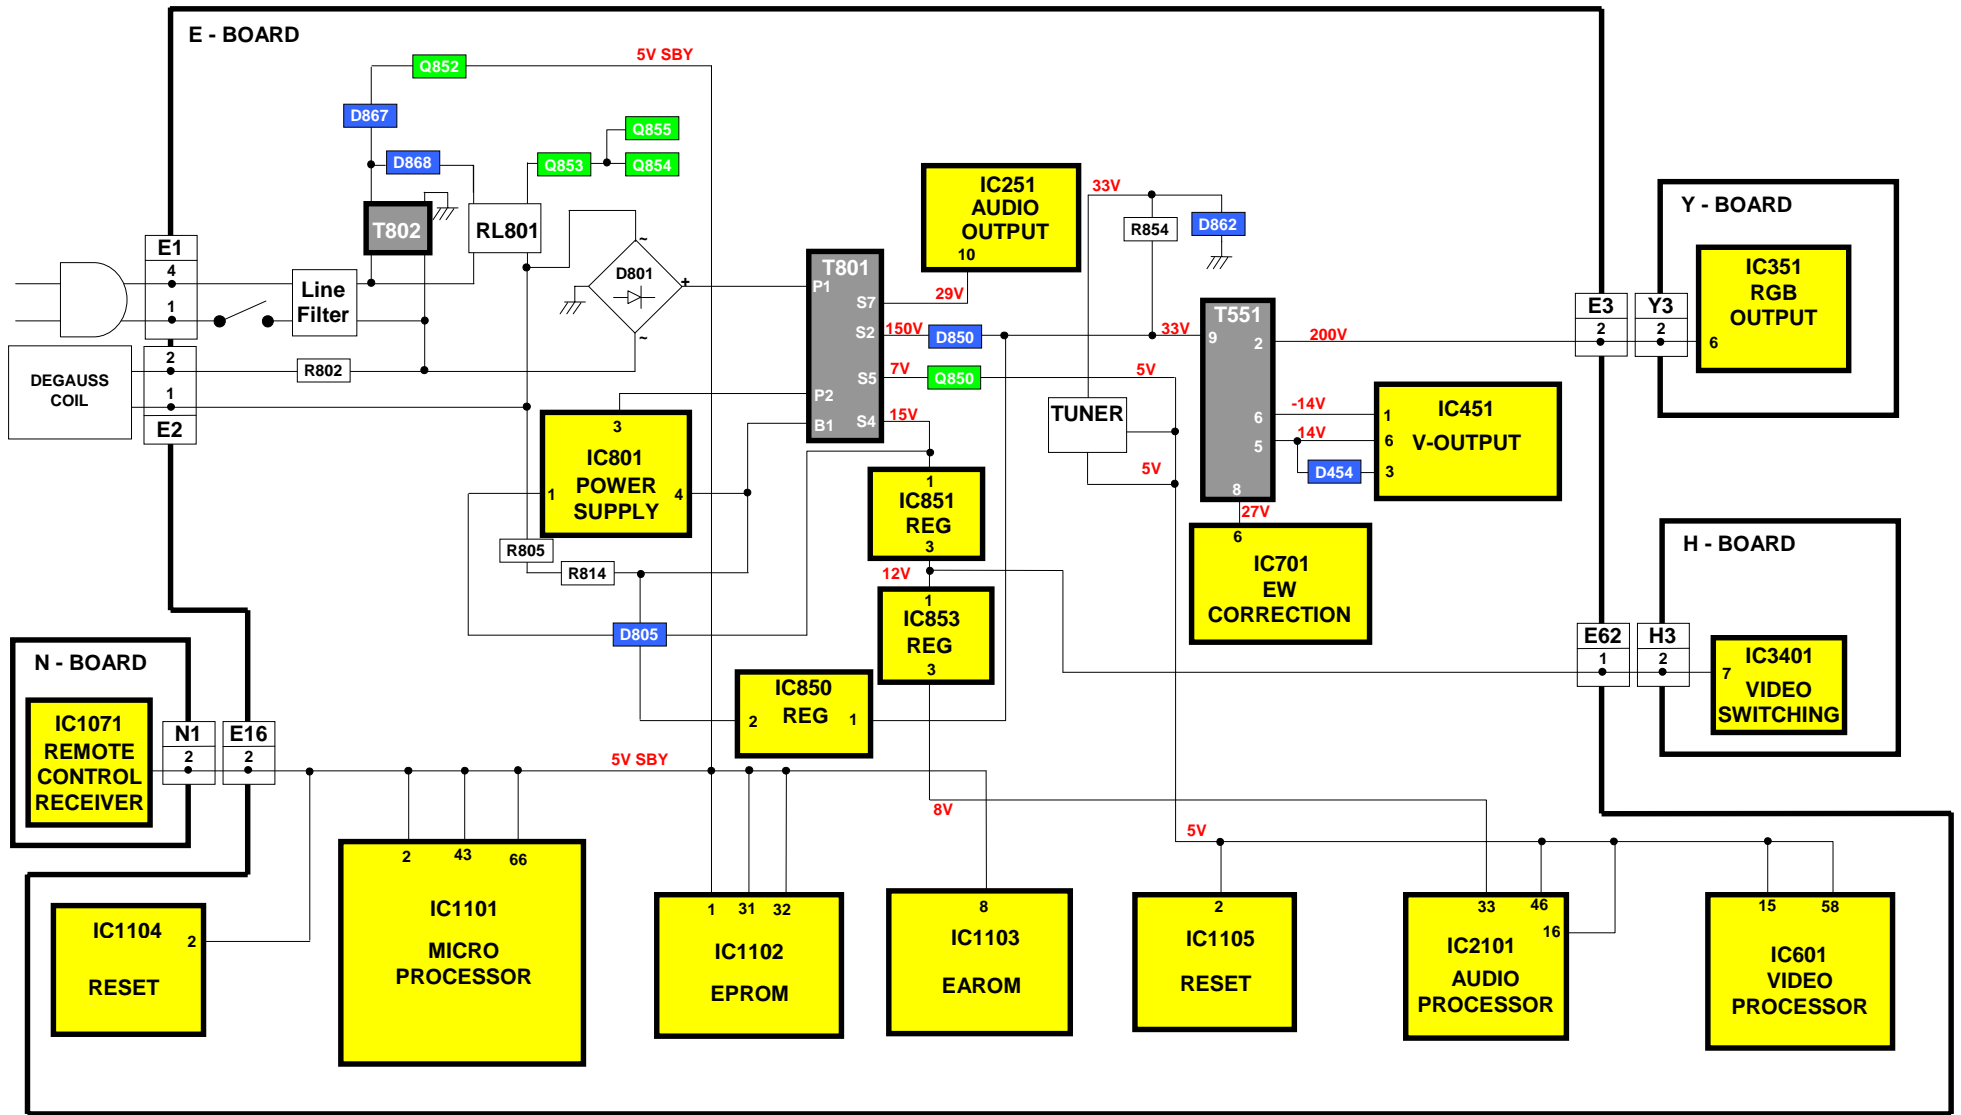 E - BOARD
5V SBY
Q852
D867
D868
Q855
Q853
Q854
T802
RL801
E1
4
1
Line
Filter
2
1
E2
DEGAUSS
COIL
R802
D801
~
+
~
T801
P1
S7
S2
S5
P2
S4
B1
IC251
AUDIO
OUTPUT
10
29V
150V
D850
7V
Q850
15V
33V
R854
D862
33V
5V
TUNER
5V
T551
9
2
6
5
8
200V
-14V
14V
D454
27V
1
6
3
IC451
V-OUTPUT
6
IC701
EW
CORRECTION
E3
2
Y3
2
Y - BOARD
IC351
RGB
OUTPUT
6
3
IC801
POWER
SUPPLY
1
4
R805
R814
D805
1
IC851
REG
3
12V
1
IC853
REG
3
IC850
REG
2
1
H - BOARD
E62
1
H3
2
IC3401
7
VIDEO
SWITCHING
N - BOARD
IC1071
REMOTE
CONTROL
RECEIVER
N1
2
E16
2
5V SBY
8V
5V
IC1104
2
RESET
2
43
66
IC1101
MICRO
PROCESSOR
1
31
32
IC1102
EPROM
8
IC1103
EAROM
2
IC1105
RESET
33
46
16
IC2101
AUDIO
PROCESSOR
15
58
IC601
VIDEO
PROCESSOR